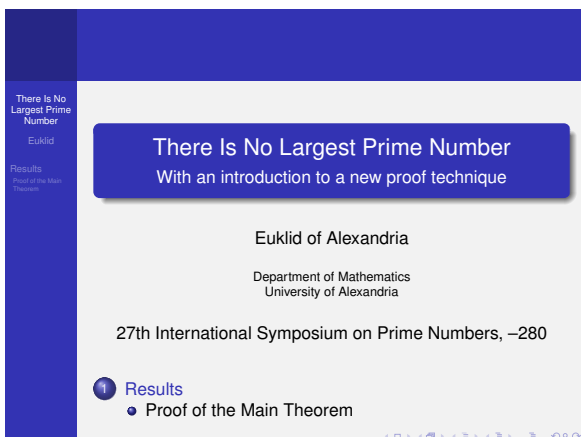 There Is No
Largest Prime
Number
Euklid
Results
Proof of the Main
Theorem
There Is No Largest Prime Number
With an introduction to a new proof technique
Euklid of Alexandria
Department of Mathematics
University of Alexandria
27th International Symposium on Prime Numbers, –280
1 Results
Proof of the Main Theorem